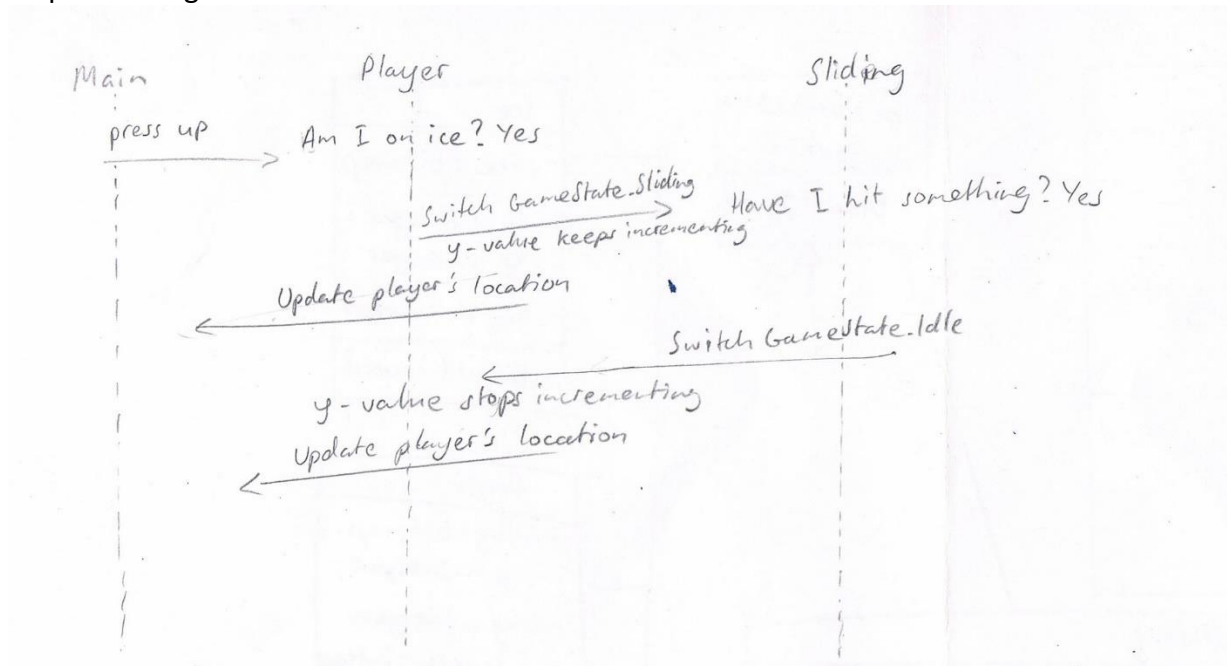 Main
Player
Sliding
press up
Am I on ice? Yes
Switch GameState.Sliding
y-value keeps incrementing
Have I hit something? Yes
Update player's location
Switch GameState.Idle
y-value stops incrementing
Update player's location